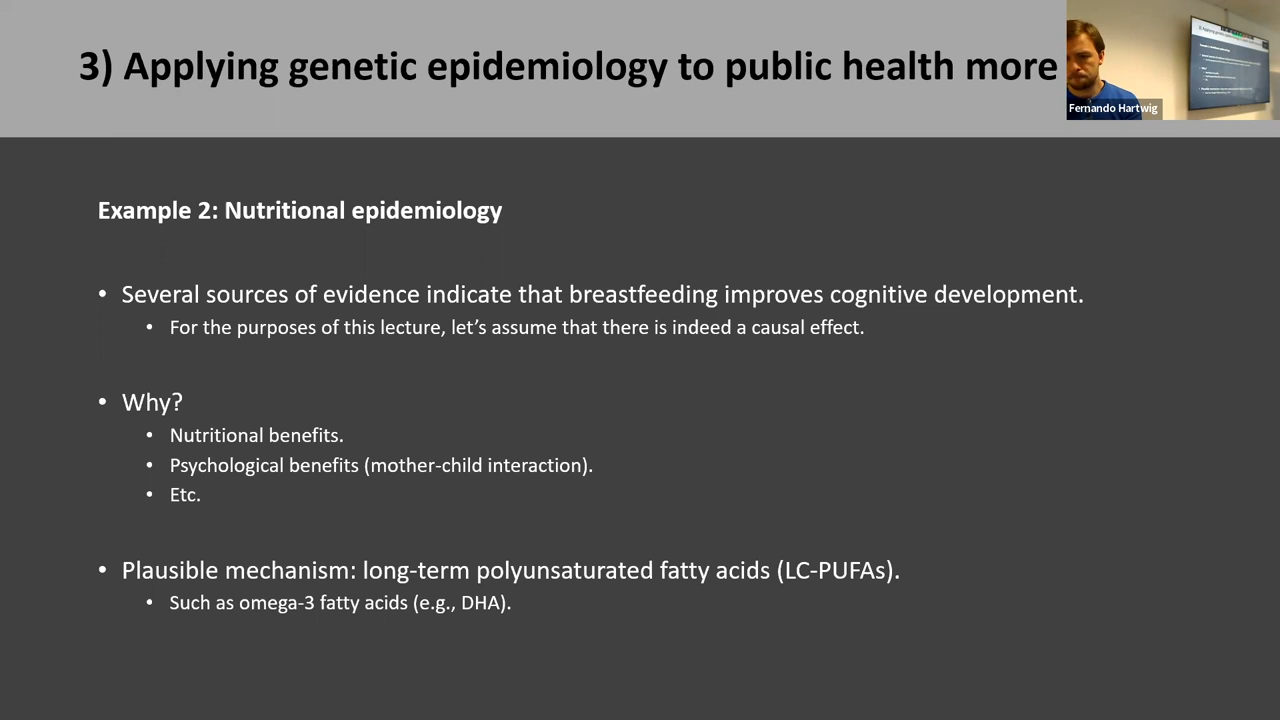 3) Applying genetic epidemiology to public health more
Fernando Hartwig
Example 2: Nutritional epidemiology
• Several sources of evidence indicate that breastfeeding improves cognitive development.
• For the purposes of this lecture, let's assume that there is indeed a causal effect.
• Why?
• Nutritional benefits.
• Psychological benefits (mother-child interaction).
• Etc.
• Plausible mechanism: long-term polyunsaturated fatty acids (LC-PUFAs).
• Such as omega-3 fatty acids (e.g., DHA).